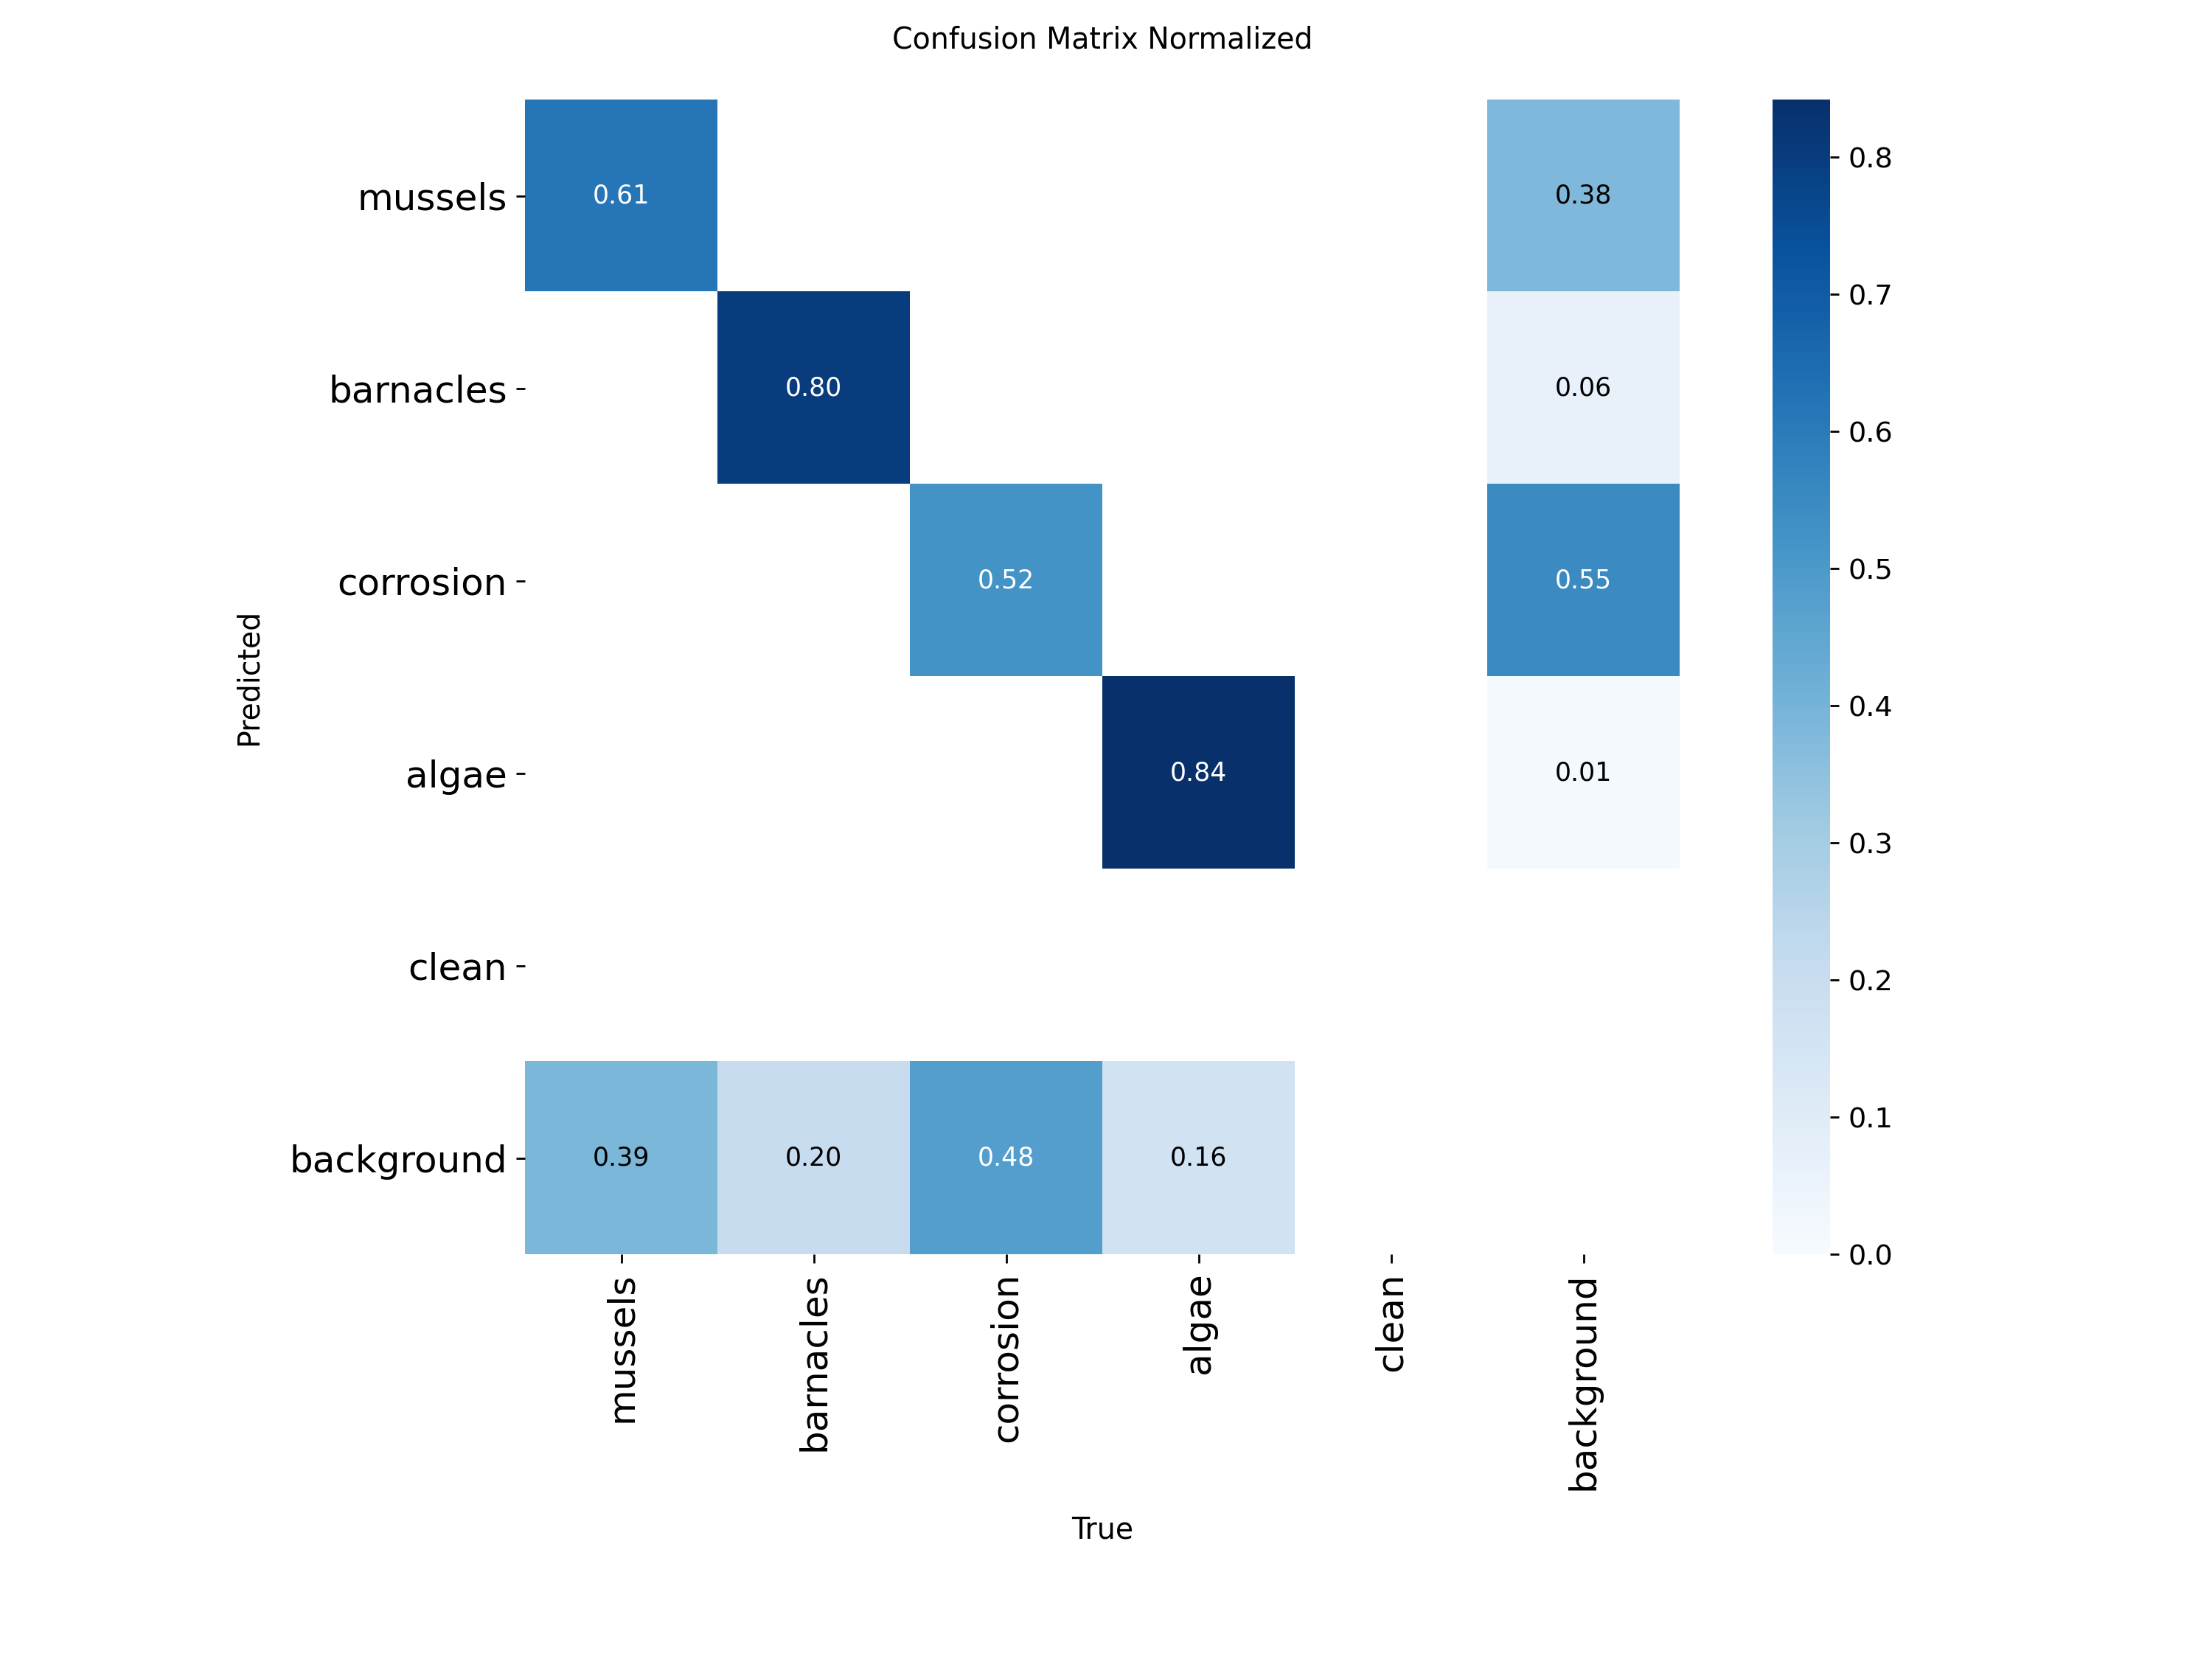 Confusion Matrix Normalized
mussels
0.61
0.38
0.8
barnacles
0.80
0.06
0.7
0.6
corrosion
0.52
0.55
0.5
Predicted
0.4
algae
0.84
0.01
0.3
clean
0.2
background
0.39
0.20
0.48
0.16
0.1
0.0
mussels
barnacles
corrosion
algae
clean
background
True